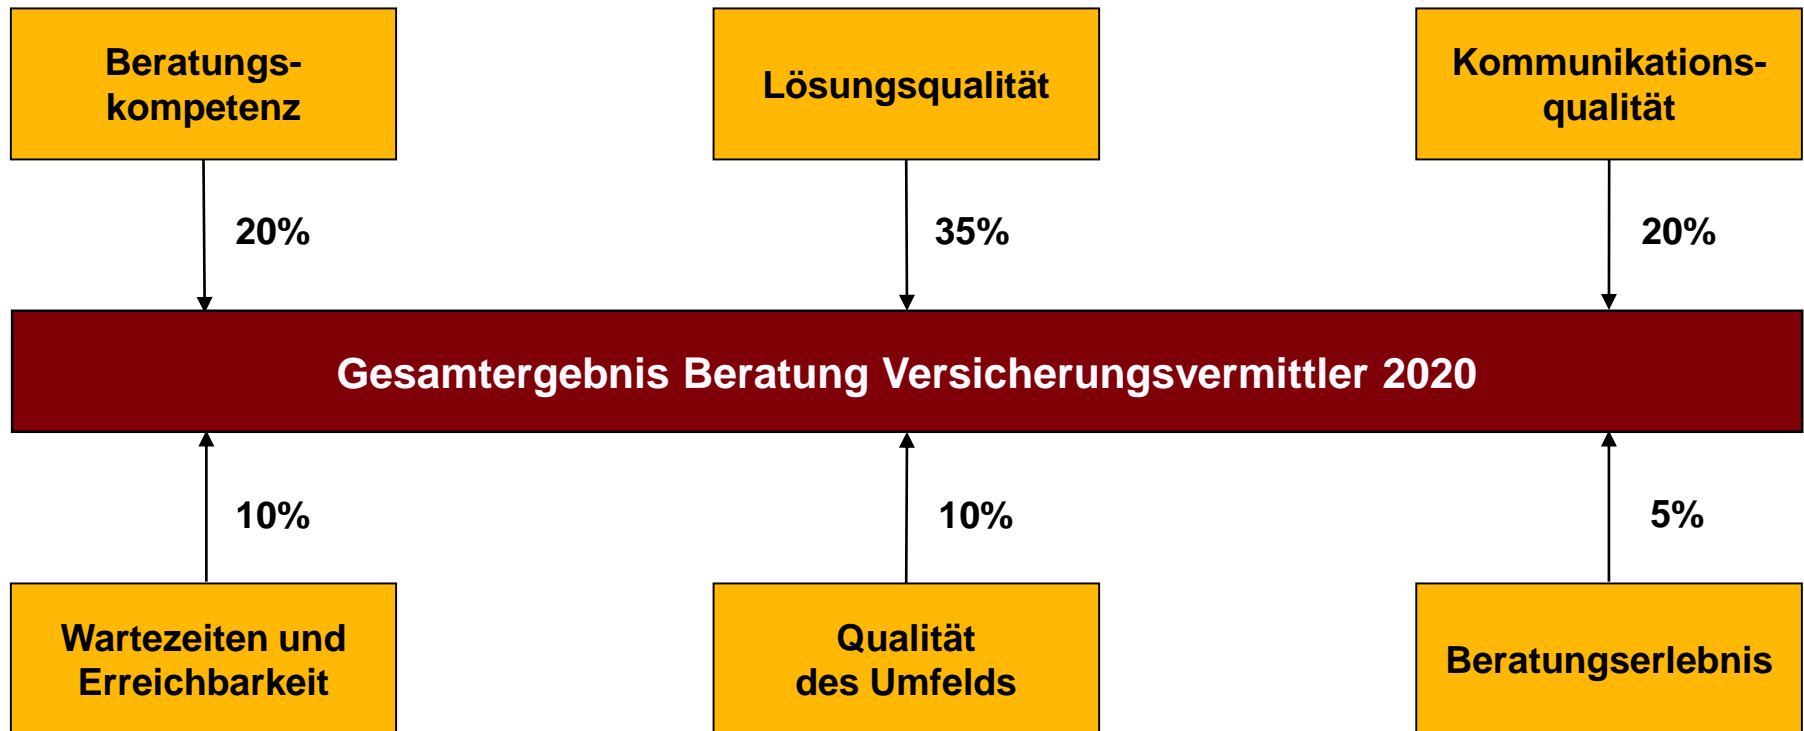 Beratungs-
kompetenz
Lösungsqualität
Kommunikations-
qualität
20%
35%
20%
Gesamtergebnis Beratung Versicherungsvermittler 2020
10%
10%
5%
Wartezeiten und
Erreichbarkeit
Qualität
des Umfelds
Beratungserlebnis